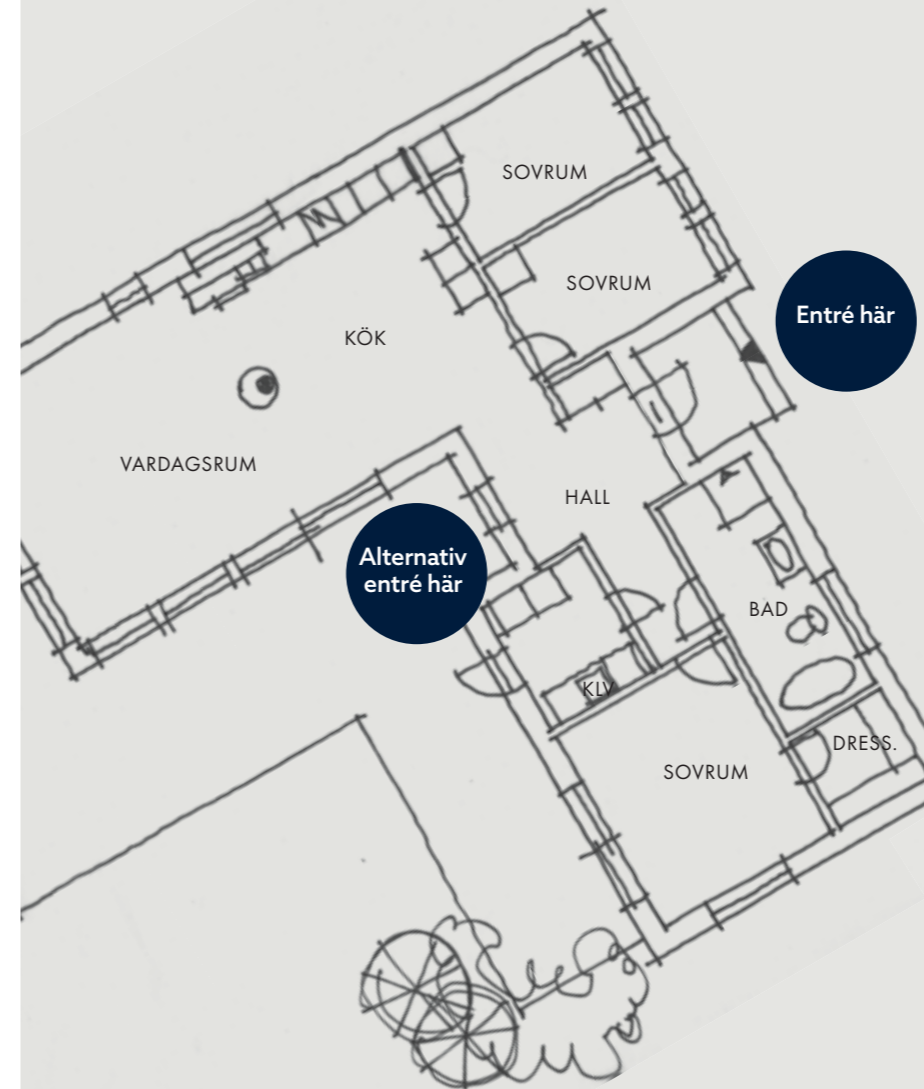 SOVRUM
SOVRUM
Entré här
KÖK
VARDAGSRUM
HALL
Alternativ
entré här
BAD
KLV
DRESS.
SOVRUM